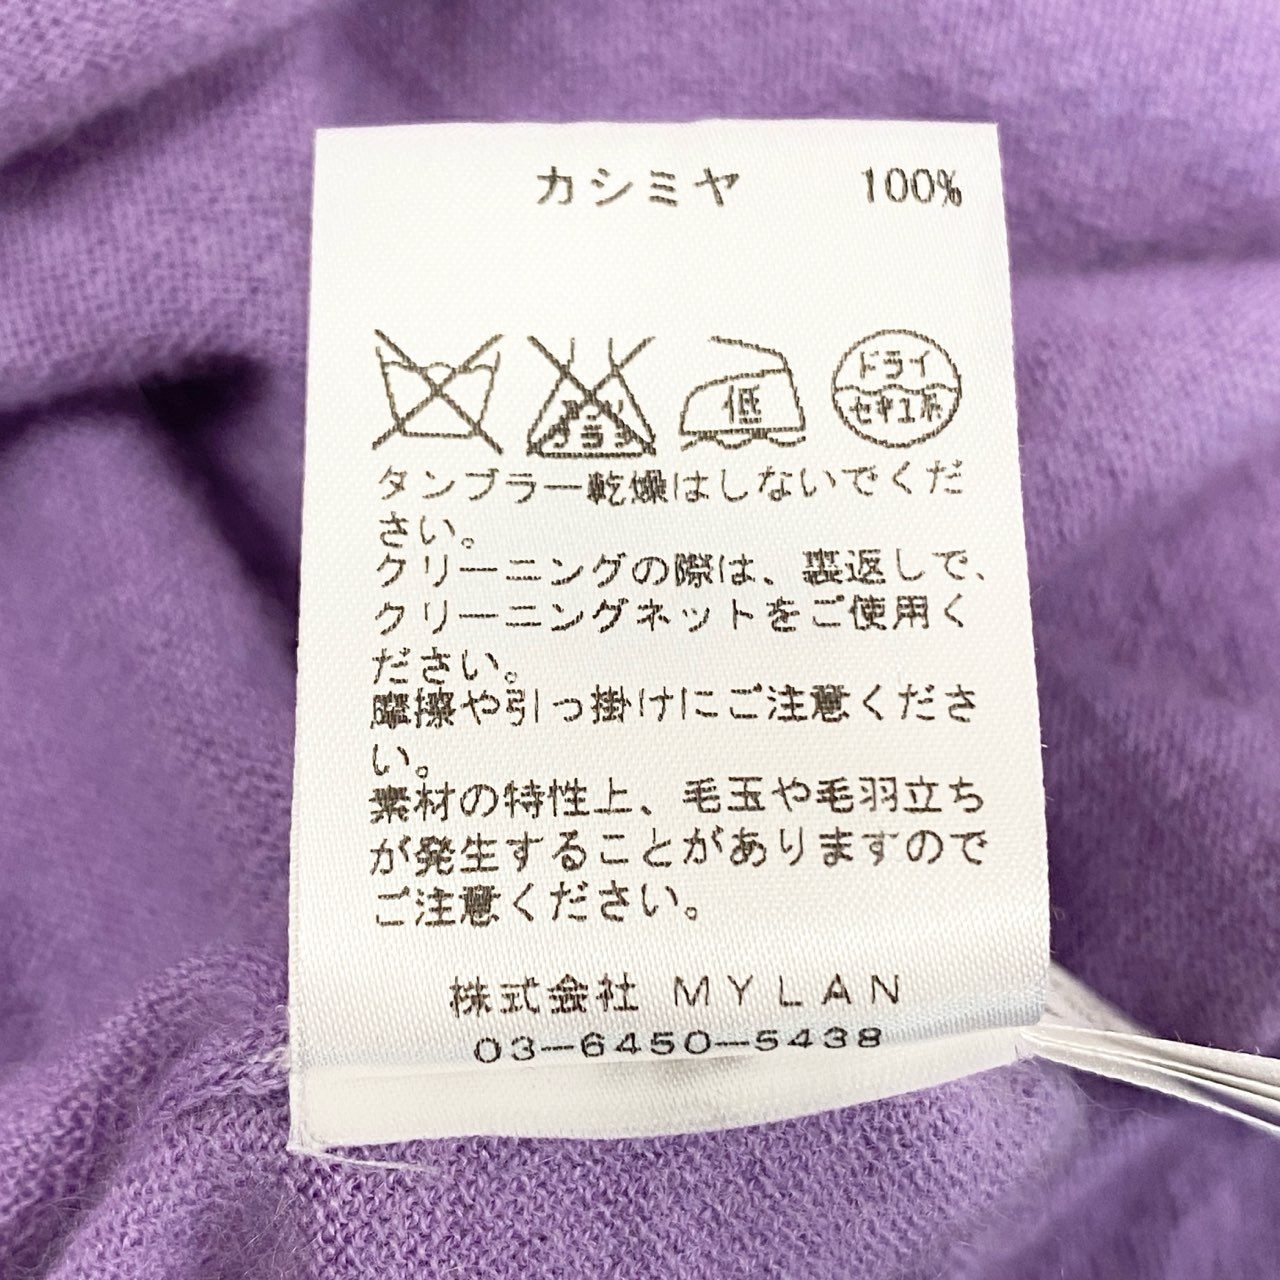 カシミヤ 100%
エンソ
サラシ
低
ドライ
セキユ系
タンブラー乾燥はしないでくだ
さい。
クリーニングの際は、裏返しで、
クリーニングネットをご使用く
ださい。
摩擦や引っ掛けにご注意くださ
い。
素材の特性上、毛玉や毛羽立ち
が発生することがありますので
ご注意ください。
株式会社 MYLAN
03-6450-5438